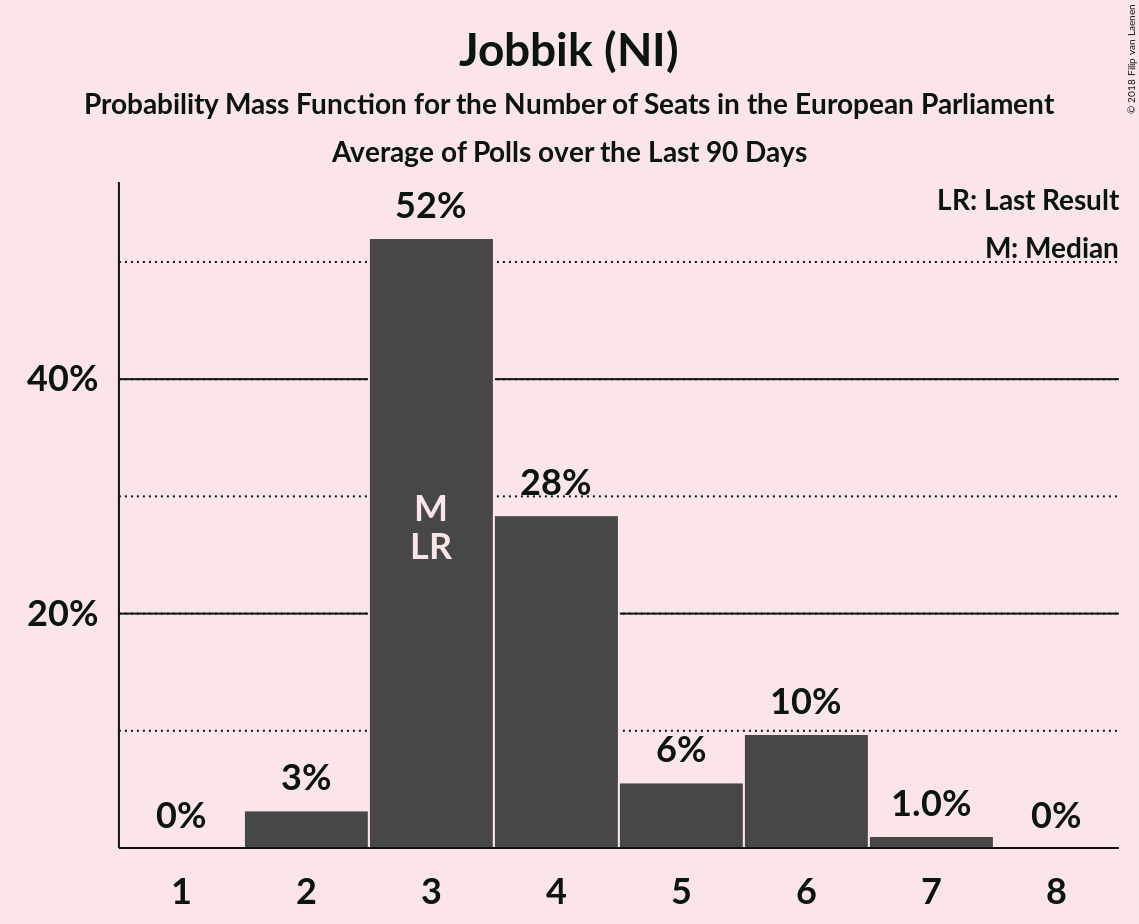 Jobbik (NI)
Probability Mass Function for the Number of Seats in the European Parliament
Average of Polls over the Last 90 Days
© 2018 Filip van Laenen
LR: Last Result
M: Median
52%
40%
28%
M
LR
20%
10%
6%
3%
1.0%
0%
0%
1 2 3 4 5 6 7 8